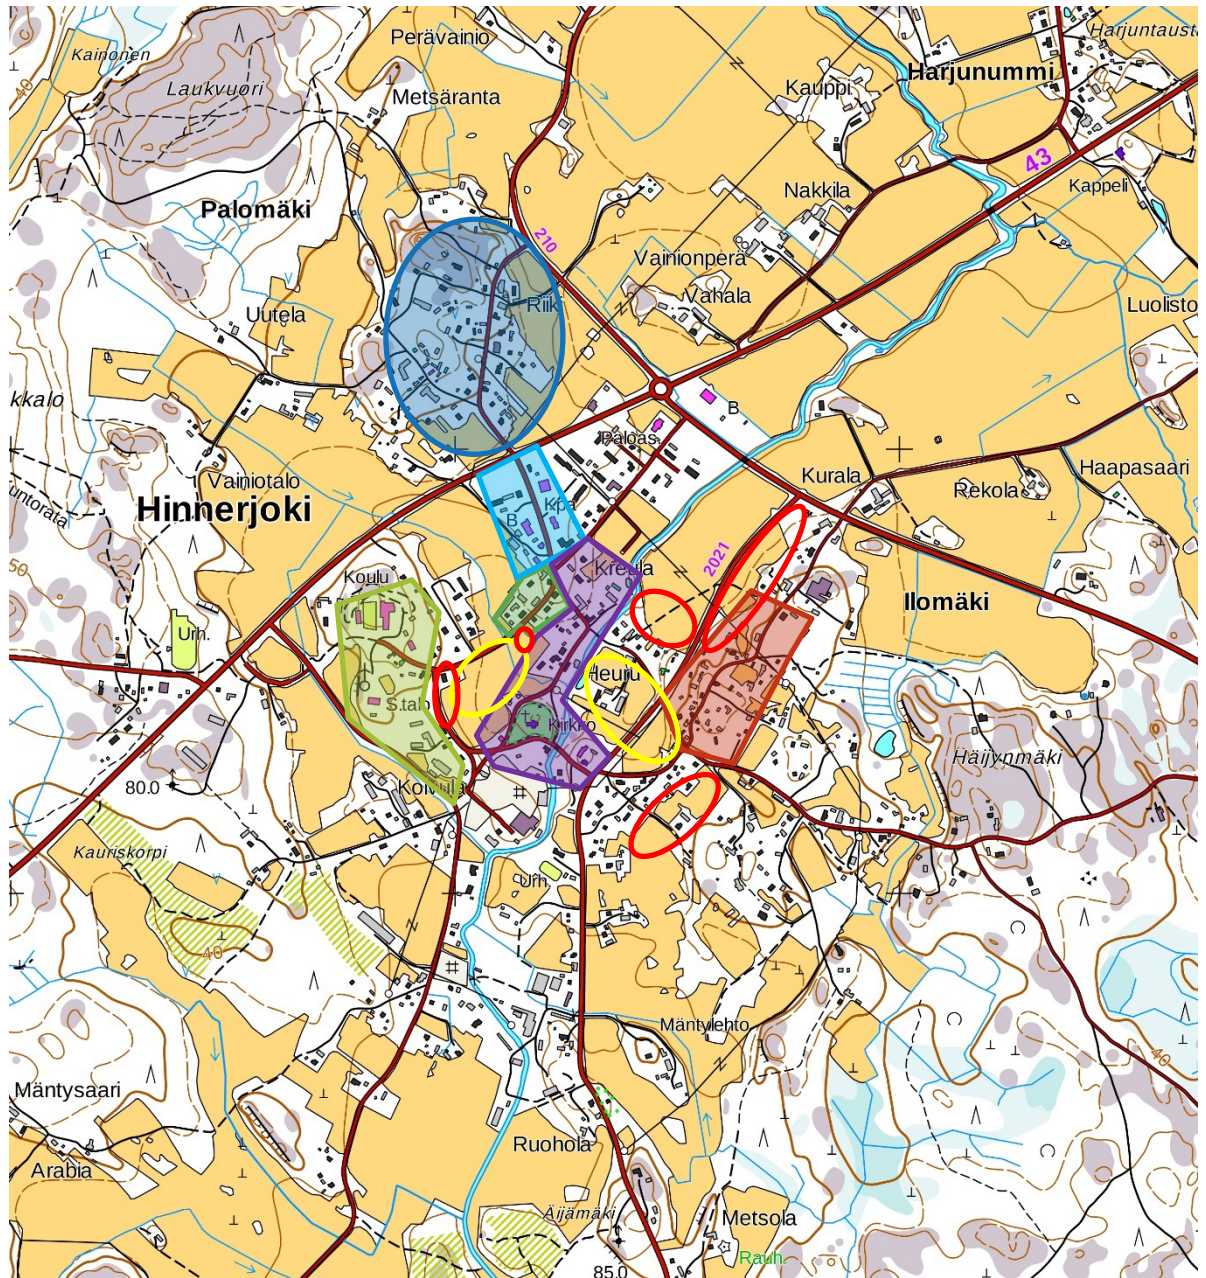 Perävainio
Kainonen
Harjuntausta
Harjunummi
Laukvuori
Kauppi
Metsäranta
43
Nakkila
Kappeli
Palomäki
210
Vainionperä
Vahala
Riik
Luolisto
Uutela
kkalo
B
Paloas.
Kurala
Haapasaari
Vainiotalo
Rekola
untorata
Hinnerjoki
Kpa
B
50
2021
Kreula
Koulu
Ilomäki
Urh.
Heuru
S.talo
Kirkko
Häijynmäki
80.0
Koivula
Kauriskorpi
Urh.
40
Mäntylehto
40
Mäntysaari
Ruohola
Arabia
Äijämäki
Metsola
Rauh.
85.0